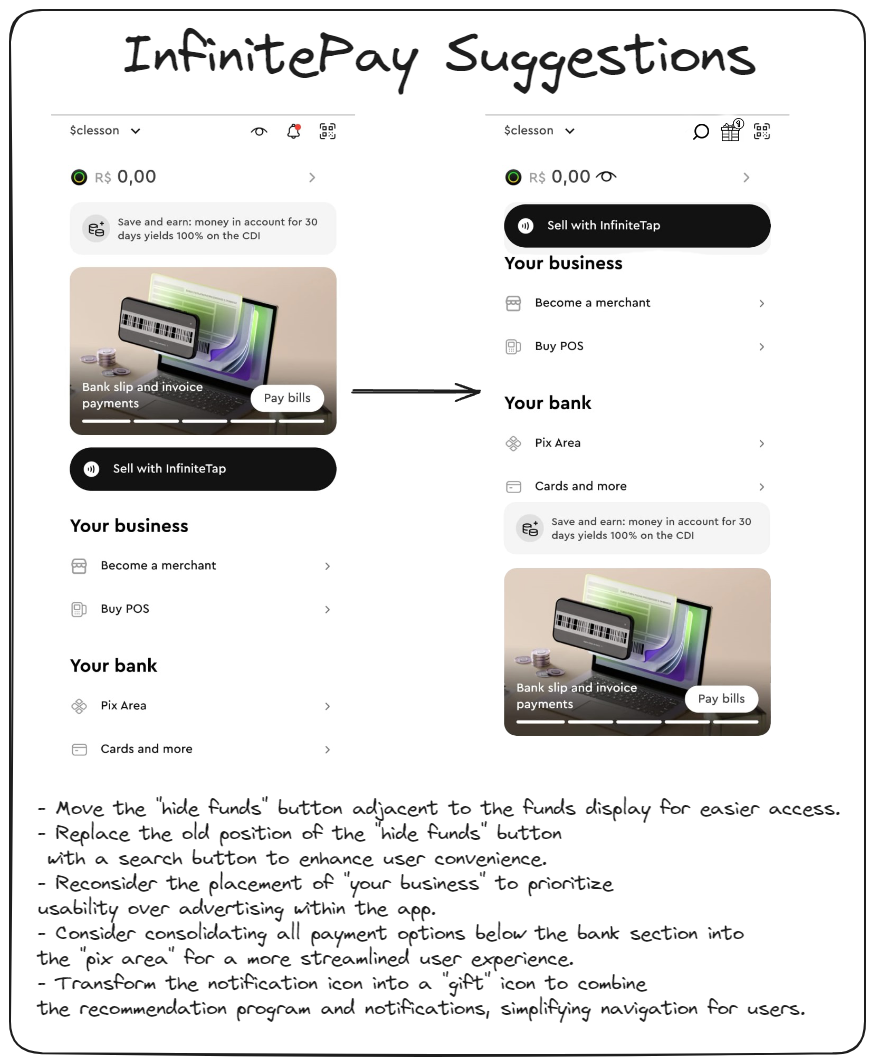 InfinitePay Suggestions
$clesson
R$ 0,00
Save and earn: money in account for 30
days yields 100% on the CDI
Bank slip and invoice
payments
Pay bills
Sell with InfiniteTap
Your business
Become a merchant
Buy POS
Your bank
Pix Area
Cards and more
$clesson
9
R$ 0,00
Sell with InfiniteTap
Your business
Become a merchant
Buy POS
Your bank
Pix Area
Cards and more
Save and earn: money in account for 30
days yields 100% on the CDI
Bank slip and invoice
payments
Pay bills
- Move the "hide funds" button adjacent to the funds display for easier access.
- Replace the old position of the "hide funds" button
with a search button to enhance user convenience.
- Reconsider the placement of "your business" to prioritize
usability over advertising within the app.
- Consider consolidating all payment options below the bank section into
the "pix area" for a more streamlined user experience.
- Transform the notification icon into a "gift" icon to combine
the recommendation program and notifications, simplifying navigation for users.